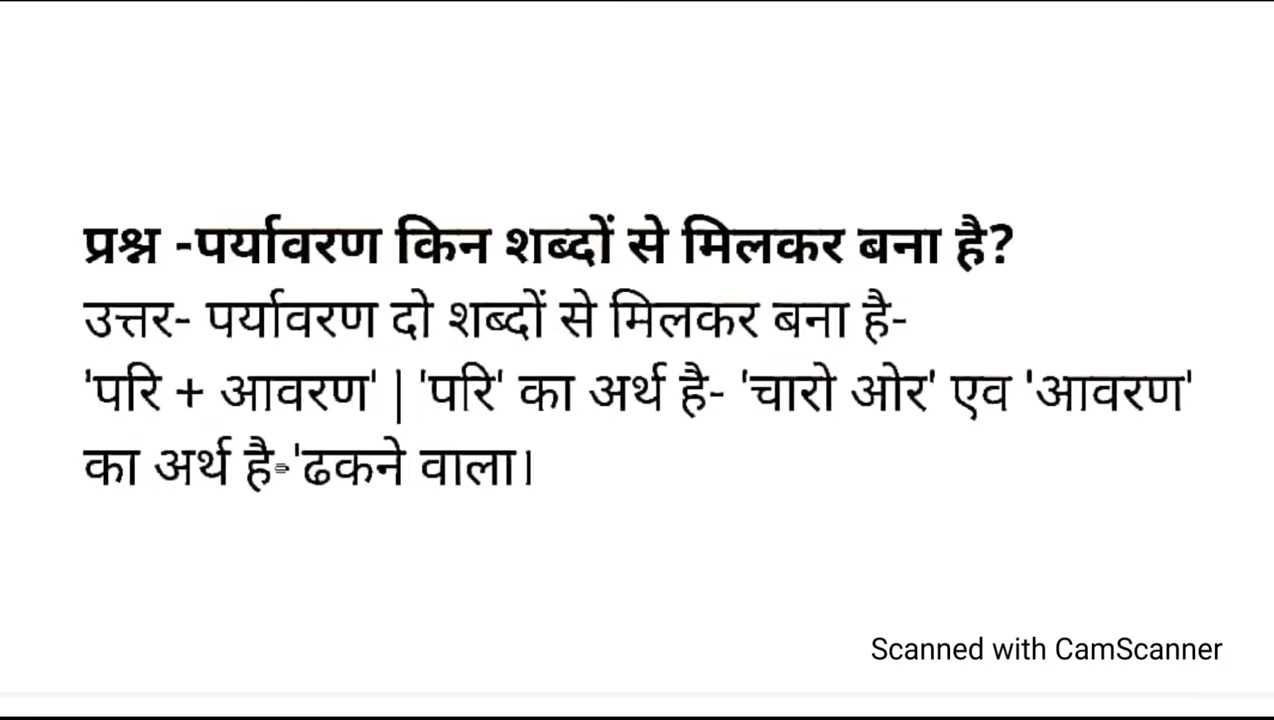 प्रश्न -पर्यावरण किन शब्दों से मिलकर बना है?
उत्तर- पर्यावरण दो शब्दों से मिलकर बना है-
'परि + आवरण' | 'परि' का अर्थ है- 'चारो ओर' एव 'आवरण'
का अर्थ है-'ढकने वाला।
Scanned with CamScanner